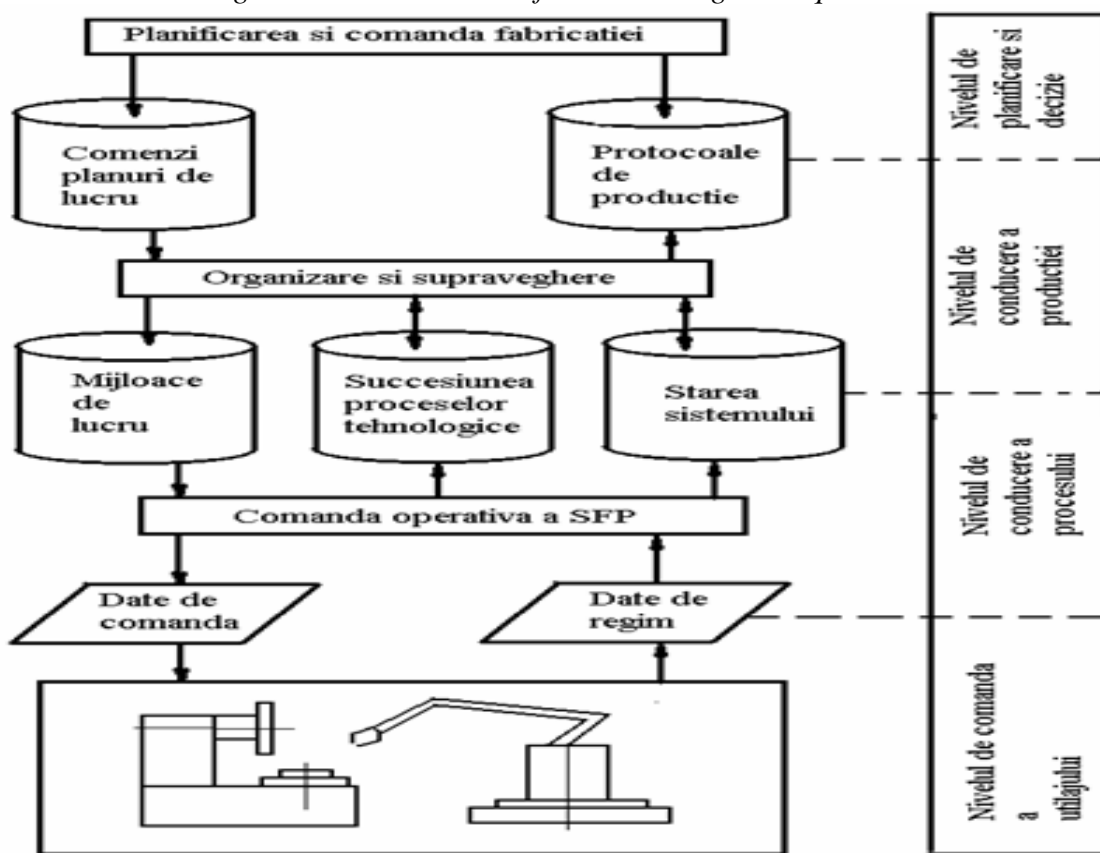 Planificarea si comanda fabricatiei
Comenzi
planuri de
lucru
Protocoale
de
productie
Organizare si supraveghere
Mijloace
de
lucru
Succesiunea
proceselor
tehnologice
Starea
sistemului
Comanda operativa a SFP
Date de
comanda
Date de
regim
Nivelul de
planificare si
decizie
Nivelul de
conducere a
productiei
Nivelul de
conducere a
procesului
Nivelul de comanda
a
utilajului